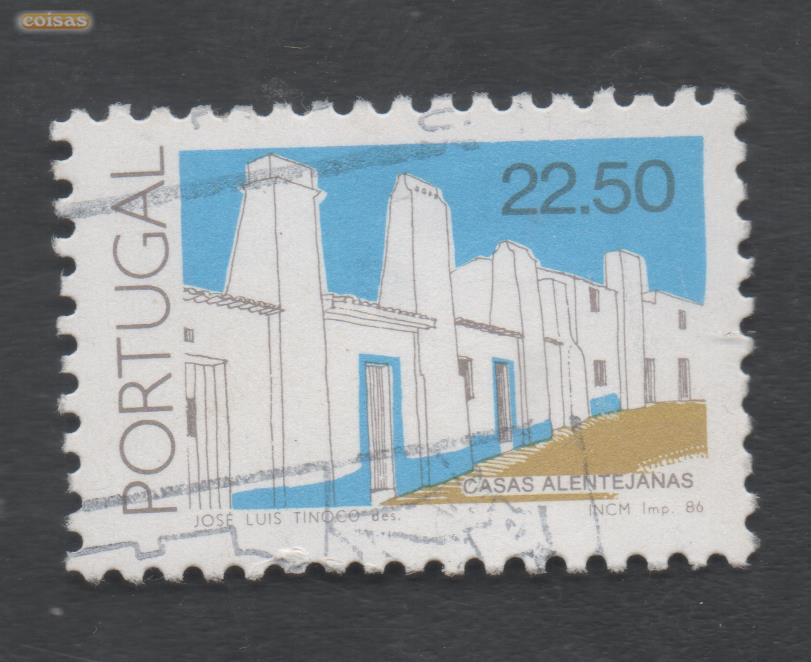 coisas
PORTUGAL
22.50
CASAS ALENTEJANAS
JOSÉ LUIS TINOCO des.
INCM Imp. 86